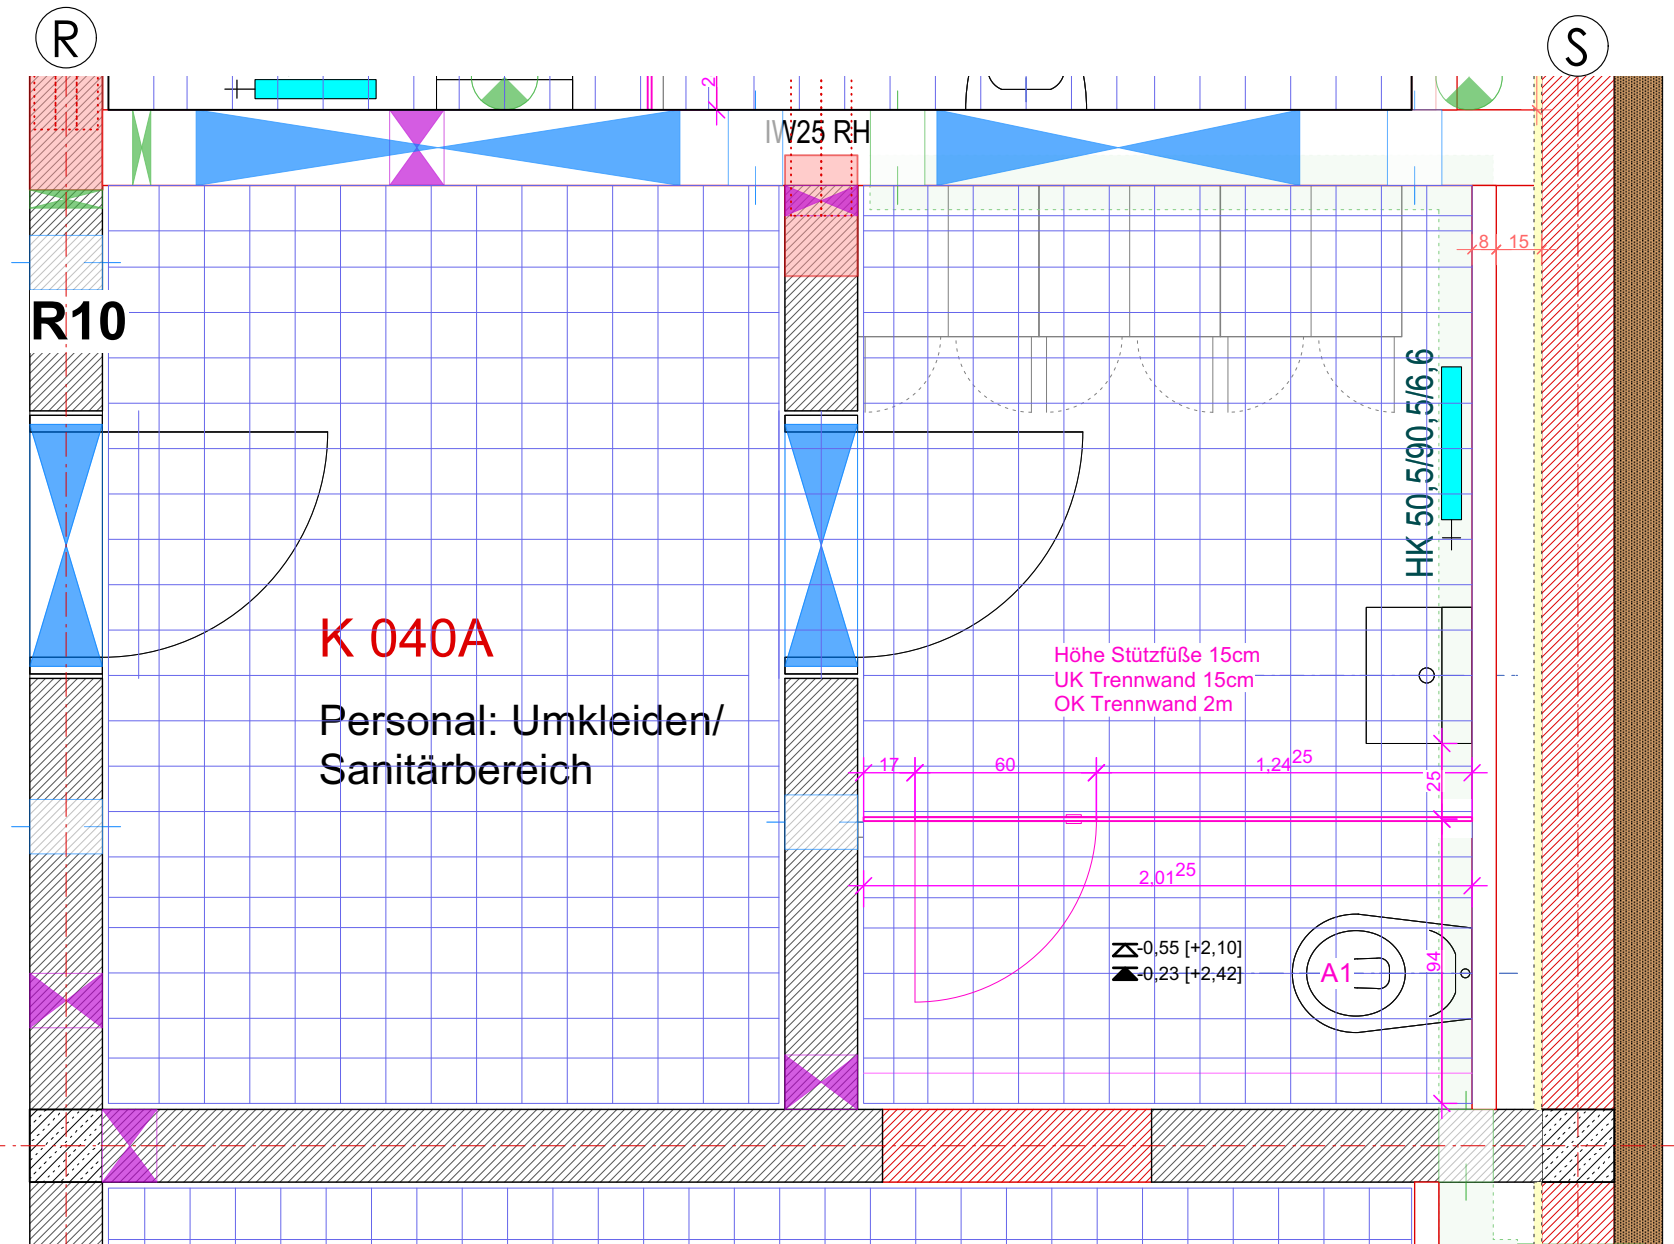 R
S
2
IW25 RH
8 15
R10
HK 50,5/90,5/6,6
K 040A
Personal: Umkleiden/
Sanitärbereich
Höhe Stützfüße 15cm
UK Trennwand 15cm
OK Trennwand 2m
17 60 1.24²⁵
25
2,01²⁵
-0,55 [+2,10]
-0,23 [+2,42]
A1
94